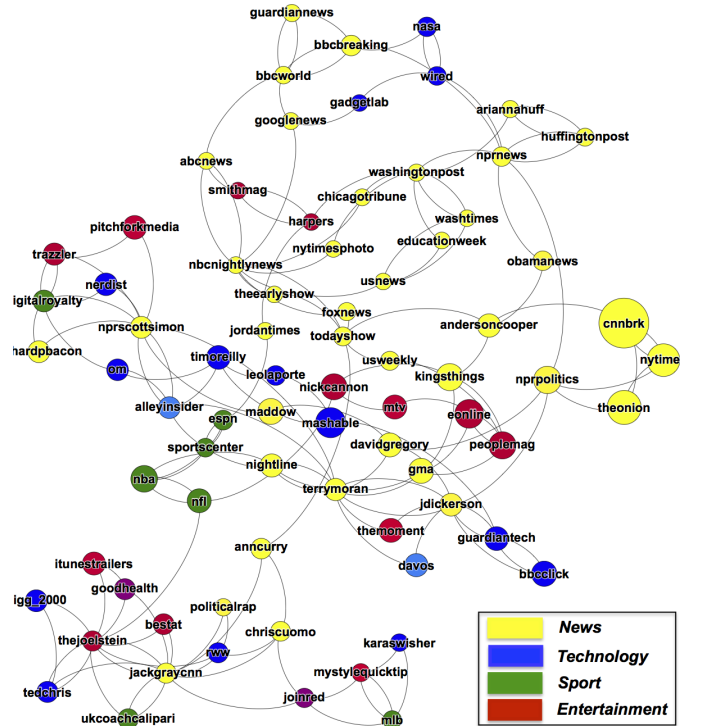 guardiannews
nasa
bbcbreaking
bbcworld
wired
gadgetlab
ariannahuff
googlenews
huffingtonpost
nprnews
abcnews
washingtonpost
smithmag
chicagotribune
harpers
washtimes
pitchforkmedia
educationweek
trazzler
nytimesphoto
obamanews
nbcnightlynews
nerdist
usnews
igitalroyalty
theearlyshow
foxnews
nprscottsimon
jordantimes
todayshow
andersoncooper
cnnbrk
hardpbacon
timoreilly
usweekly
nytime
om
leolaporte
nickcannon
kingsthings
nprpolitics
alleyinsider
mtv
theonion
espn
maddow
mashable
eonline
sportscenter
davidgregory
peoplemag
nba
nightline
gma
terrymoran
nfl
jdickerson
themoment
guardiantech
anncurry
davos
bbcclick
itunestrailers
goodhealth
igg_2000
politicalrap
bestat
chriscuomo
thejoelstein
karaswisher
rww
jackgraycnn
mystylequicktip
tedchris
joinred
ukcoachcalipari
mlb
News
Technology
Sport
Entertainment